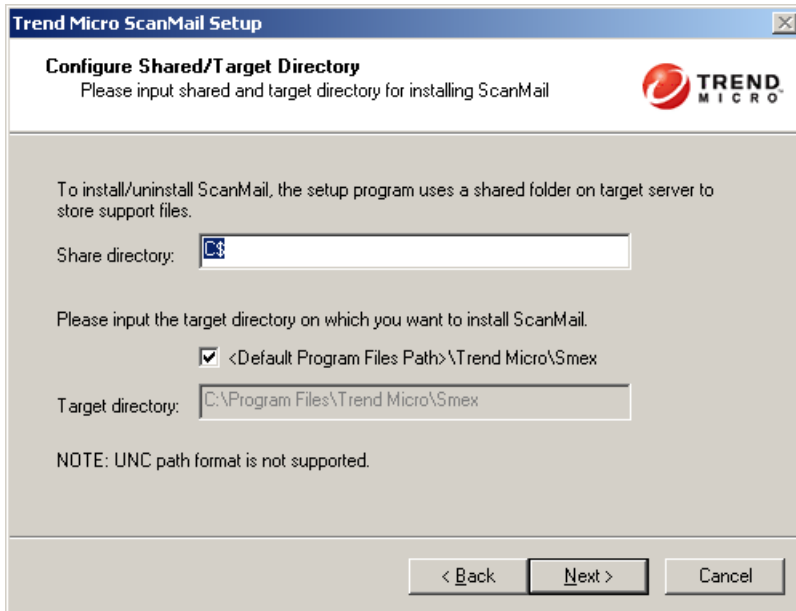 Trend Micro ScanMail Setup
Configure Shared/Target Directory
Please input shared and target directory for installing ScanMail
TREND
MICRO
To install/uninstall ScanMail, the setup program uses a shared folder on target server to
store support files.
Share directory: C$
Please input the target directory on which you want to install ScanMail.
<Default Program Files Path>\Trend Micro\Smex
Target directory: C:\Program Files\Trend Micro\Smex
NOTE: UNC path format is not supported.
< Back Next > Cancel